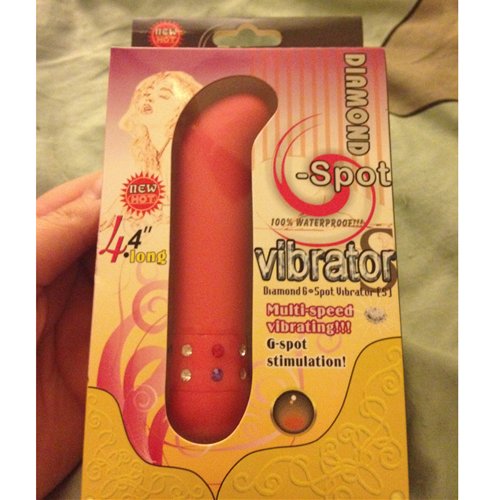 NEW
HOT
DIAMOND
-Spot
NEW
HOT
100% WATERPROOF!!!
4.4"
long
vibrator
S
Diamond G•Spot Vibrator [S]
Multi-speed
vibrating!!!
G-spot
stimulation!